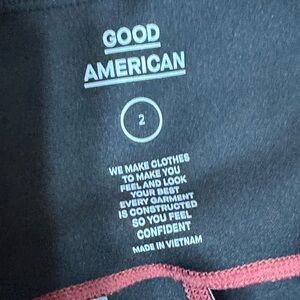 GOOD
AMERICAN
2
WE MAKE CLOTHES
TO MAKE YOU
FEEL AND LOOK
YOUR BEST
EVERY GARMENT
IS CONSTRUCTED
SO YOU FEEL
CONFIDENT
MADE IN VIETNAM